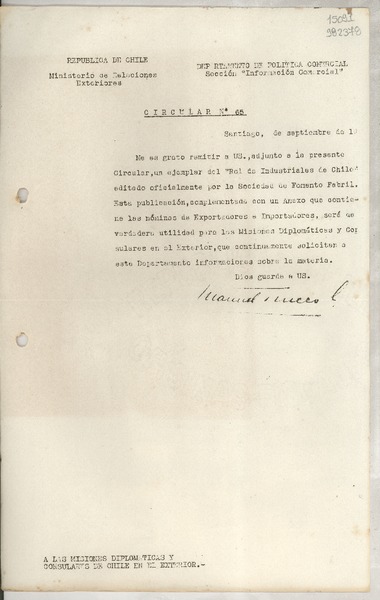 15091
982378
REPUBLICA DE CHILE
Ministerio de Relaciones
Exteriores
DEPARTAMENTO DE POLITICA COMERCIAL
Sección "Información Comercial"
CIRCULAR N° 65
Santiago, de septiembre de 19
Me es grato remitir a US.,adjunto a la presente
Circular,un ejemplar del "Rol de Industriales de Chile"
editado oficialmente por la Sociedad de Fomento Fabril.
Esta publicación,complementada con un Anexo que contie-
ne las nóminas de Exportadores e Importadores, será de
verdadera utilidad para las Misiones Diplomáticas y Con
sulares en el Exterior,que continuamente solicitan a
este Departamento informaciones sobre la materia.
Dios guarde a US.
Manuel Trucco
A LAS MISIONES DIPLOMATICAS Y
CONSULARES DE CHILE EN EL EXTERIOR.-